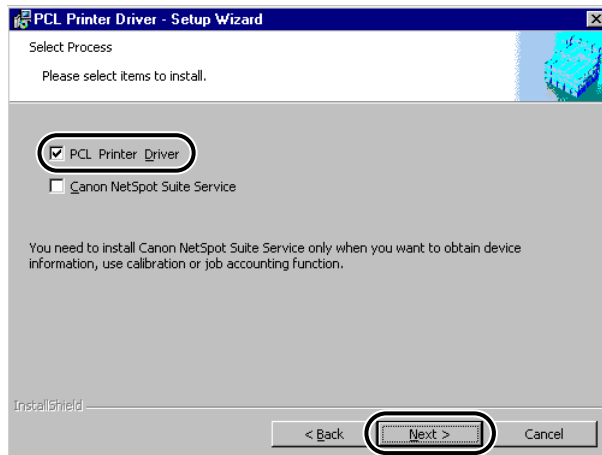 PCL Printer Driver - Setup Wizard
Select Process
Please select items to install.
PCL Printer Driver
Canon NetSpot Suite Service
You need to install Canon NetSpot Suite Service only when you want to obtain device
information, use calibration or job accounting function.
InstallShield
< Back Next > Cancel